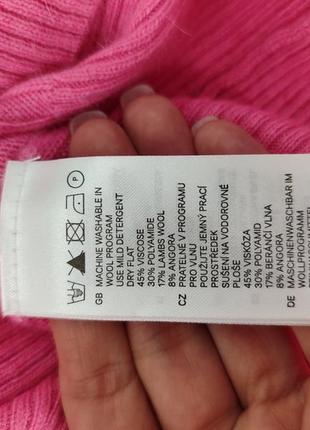 P
GB MACHINE WASHABLE IN
WOOL PROGRAM
USE MILD DETERGENT
DRY FLAT
45% VISCOSE
30% POLYAMIDE
17% LAMBS WOOL
8% ANGORA
CZ PRATELNÉ V PROGRAMU
PRO VLNU
POUŽIJTE JEMNÝ PRACÍ
PROSTŘEDEK
SUŠENÍ NA VODOROVNÉ
PLOŠE
45% VISKÓZA
30% POLYAMID
17% BERANČÍ VLNA
8% ANGORA
DE MASCHINENWASCHBAR IM
WOLLPROGRAMM